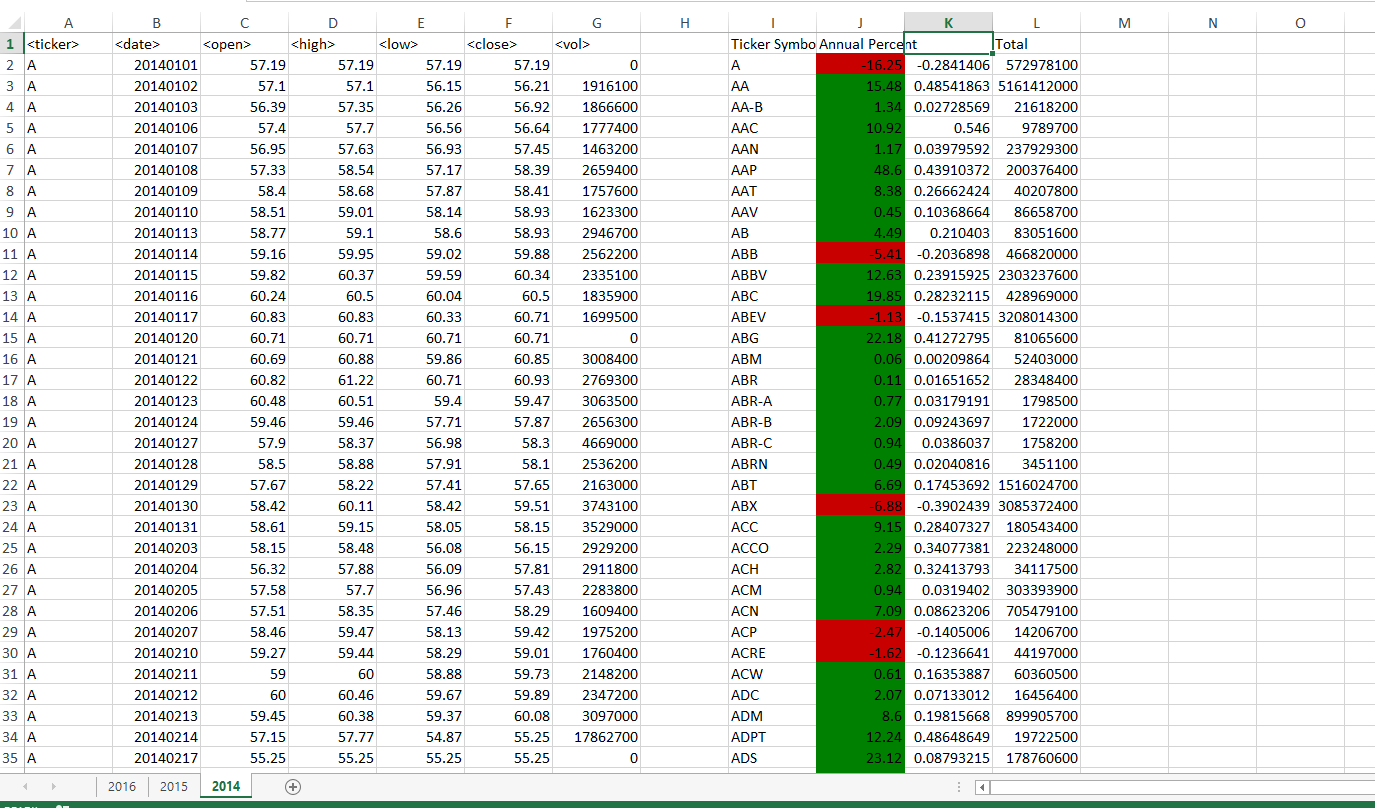 A B C D E F G H I J K L M N O
1 <ticker> <date> <open> <high> <low> <close> <vol> Ticker Symbo Annual Percent Total
2 A 20140101 57.19 57.19 57.19 57.19 0 A -16.25 -0.2841406 572978100
3 A 20140102 57.1 57.1 56.15 56.21 1916100 AA 15.48 0.48541863 5161412000
4 A 20140103 56.39 57.35 56.26 56.92 1866600 AA-B 1.34 0.02728569 21618200
5 A 20140106 57.4 57.7 56.56 56.64 1777400 AAC 10.92 0.546 9789700
6 A 20140107 56.95 57.63 56.93 57.45 1463200 AAN 1.17 0.03979592 237929300
7 A 20140108 57.33 58.54 57.17 58.39 2659400 AAP 48.6 0.43910372 200376400
8 A 20140109 58.4 58.68 57.87 58.41 1757600 AAT 8.38 0.26662424 40207800
9 A 20140110 58.51 59.01 58.14 58.93 1623300 AAV 0.45 0.10368664 86658700
10 A 20140113 58.77 59.1 58.6 58.93 2946700 AB 4.49 0.210403 83051600
11 A 20140114 59.16 59.95 59.02 59.88 2562200 ABB -5.41 -0.2036898 466820000
12 A 20140115 59.82 60.37 59.59 60.34 2335100 ABBV 12.63 0.23915925 2303237600
13 A 20140116 60.24 60.5 60.04 60.5 1835900 ABC 19.85 0.28232115 428969000
14 A 20140117 60.83 60.83 60.33 60.71 1699500 ABEV -1.13 -0.1537415 3208014300
15 A 20140120 60.71 60.71 60.71 60.71 0 ABG 22.18 0.41272795 81065600
16 A 20140121 60.69 60.88 59.86 60.85 3008400 ABM 0.06 0.00209864 52403000
17 A 20140122 60.82 61.22 60.71 60.93 2769300 ABR 0.11 0.01651652 28348400
18 A 20140123 60.48 60.51 59.4 59.47 3063500 ABR-A 0.77 0.03179191 1798500
19 A 20140124 59.46 59.46 57.71 57.87 2656300 ABR-B 2.09 0.09243697 1722000
20 A 20140127 57.9 58.37 56.98 58.3 4669000 ABR-C 0.94 0.0386037 1758200
21 A 20140128 58.5 58.88 57.91 58.1 2536200 ABRN 0.49 0.02040816 3451100
22 A 20140129 57.67 58.22 57.41 57.65 2163000 ABT 6.69 0.17453692 1516024700
23 A 20140130 58.42 60.11 58.42 59.51 3743100 ABX -6.88 -0.3902439 3085372400
24 A 20140131 58.61 59.15 58.05 58.15 3529000 ACC 9.15 0.28407327 180543400
25 A 20140203 58.15 58.48 56.08 56.15 2929200 ACCO 2.29 0.34077381 223248000
26 A 20140204 56.32 57.88 56.09 57.81 2911800 ACH 2.82 0.32413793 34117500
27 A 20140205 57.58 57.7 56.96 57.43 2283800 ACM 0.94 0.0319402 303393900
28 A 20140206 57.51 58.35 57.46 58.29 1609400 ACN 7.09 0.08623206 705479100
29 A 20140207 58.46 59.47 58.13 59.42 1975200 ACP -2.47 -0.1405006 14206700
30 A 20140210 59.27 59.44 58.29 59.01 1760400 ACRE -1.62 -0.1236641 44197000
31 A 20140211 59 60 58.88 59.73 2148200 ACW 0.61 0.16353887 60360500
32 A 20140212 60 60.46 59.67 59.89 2347200 ADC 2.07 0.07133012 16456400
33 A 20140213 59.45 60.38 59.37 60.08 3097000 ADM 8.6 0.19815668 899905700
34 A 20140214 57.15 57.77 54.87 55.25 17862700 ADPT 12.24 0.48648649 19722500
35 A 20140217 55.25 55.25 55.25 55.25 0 ADS 23.12 0.08793215 178760600
2016 2015 2014